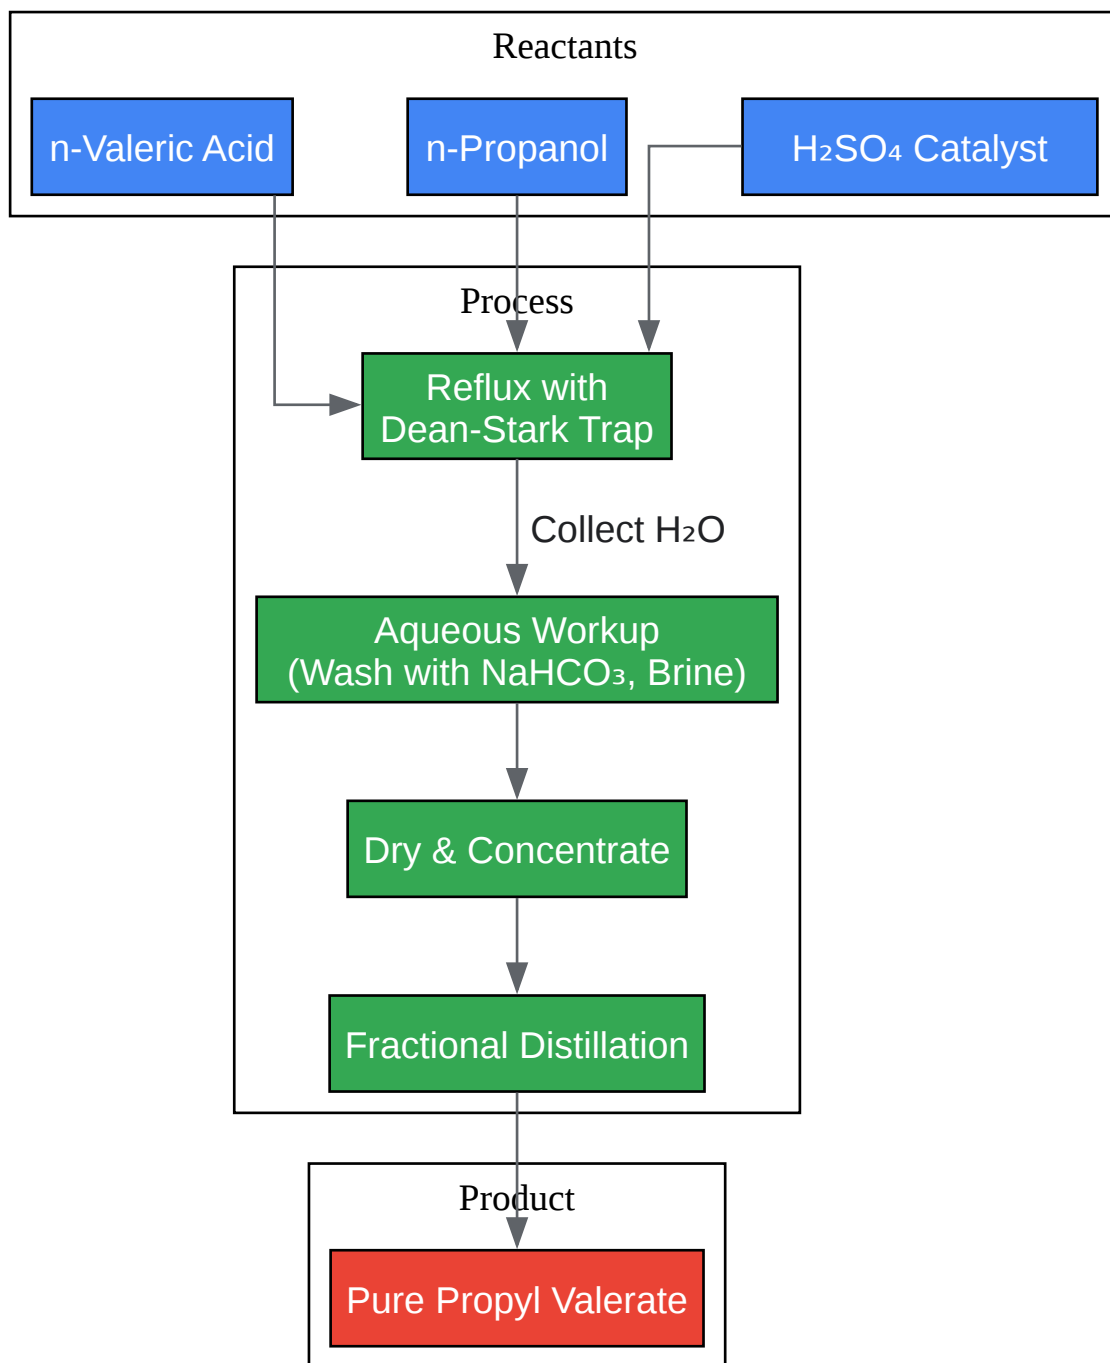 Reactants
n-Valeric Acid
n-Propanol
H₂SO₄ Catalyst
Process
Reflux with
Dean-Stark Trap
Collect H₂O
Aqueous Workup
(Wash with NaHCO₃, Brine)
Dry & Concentrate
Fractional Distillation
Product
Pure Propyl Valerate